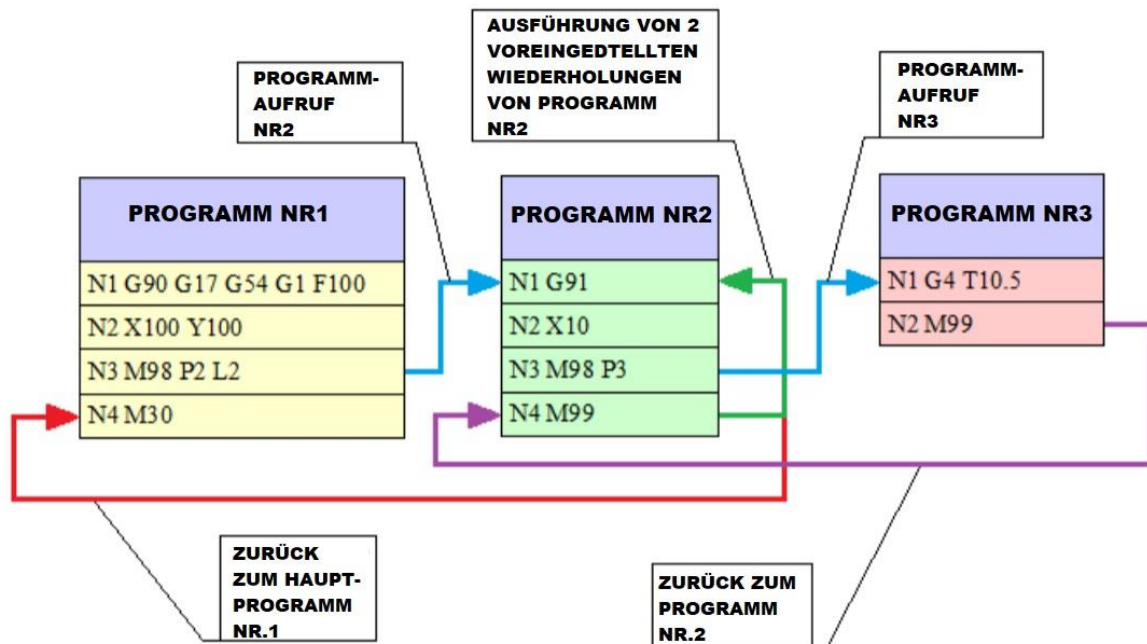 PROGRAMM-
AUFRUF
NR2
AUSFÜHRUNG VON 2
VOREINGEDTELLTEN
WIEDERHOLUNGEN
VON PROGRAMM
NR2
PROGRAMM-
AUFRUF
NR3
PROGRAMM NR1
N1 G90 G17 G54 G1 F100
N2 X100 Y100
N3 M98 P2 L2
N4 M30
PROGRAMM NR2
N1 G91
N2 X10
N3 M98 P3
N4 M99
PROGRAMM NR3
N1 G4 T10.5
N2 M99
ZURÜCK
ZUM HAUPT-
PROGRAMM
NR.1
ZURÜCK ZUM
PROGRAMM
NR.2